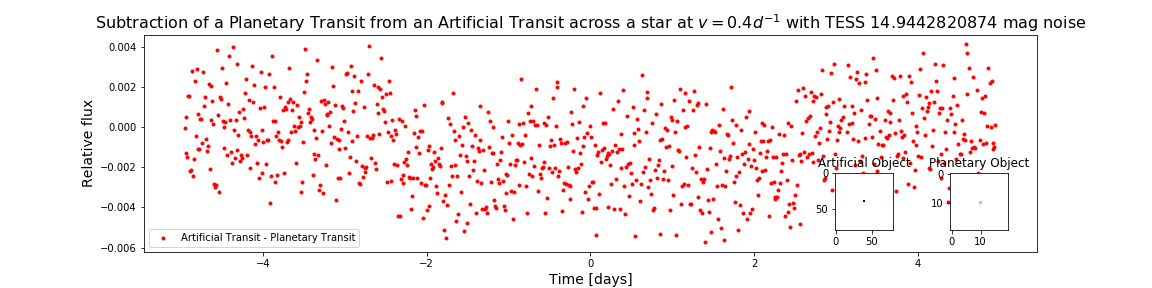 Subtraction of a Planetary Transit from an Artificial Transit across a star at v = 0.4d⁻¹ with TESS 14.9442820874 mag noise
Relative flux
0.004
0.002
0.000
−0.002
−0.004
−0.006
Artificial Transit - Planetary Transit
Artificial Object
0
50
0 50
Planetary Object
0
10
0 10
−4 −2 0 2 4
Time [days]